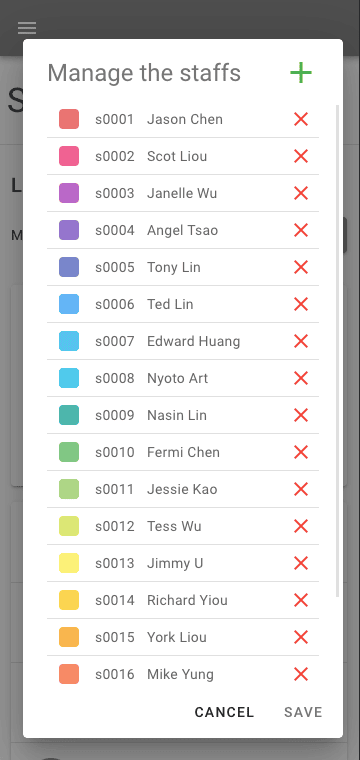 Manage the staffs
s0001 Jason Chen
s0002 Scot Liou
s0003 Janelle Wu
s0004 Angel Tsao
s0005 Tony Lin
s0006 Ted Lin
s0007 Edward Huang
s0008 Nyoto Art
s0009 Nasin Lin
s0010 Fermi Chen
s0011 Jessie Kao
s0012 Tess Wu
s0013 Jimmy U
s0014 Richard Yiou
s0015 York Liou
s0016 Mike Yung
CANCEL SAVE